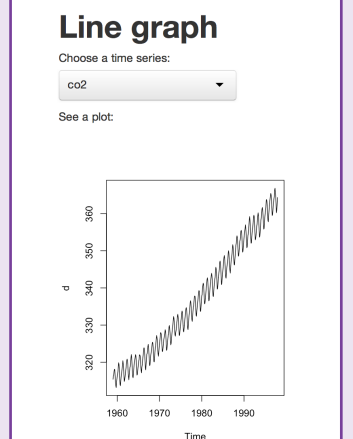 Line graph
Choose a time series:
co2
See a plot:
360
350
340
330
320
d
1960 1970 1980 1990
Time